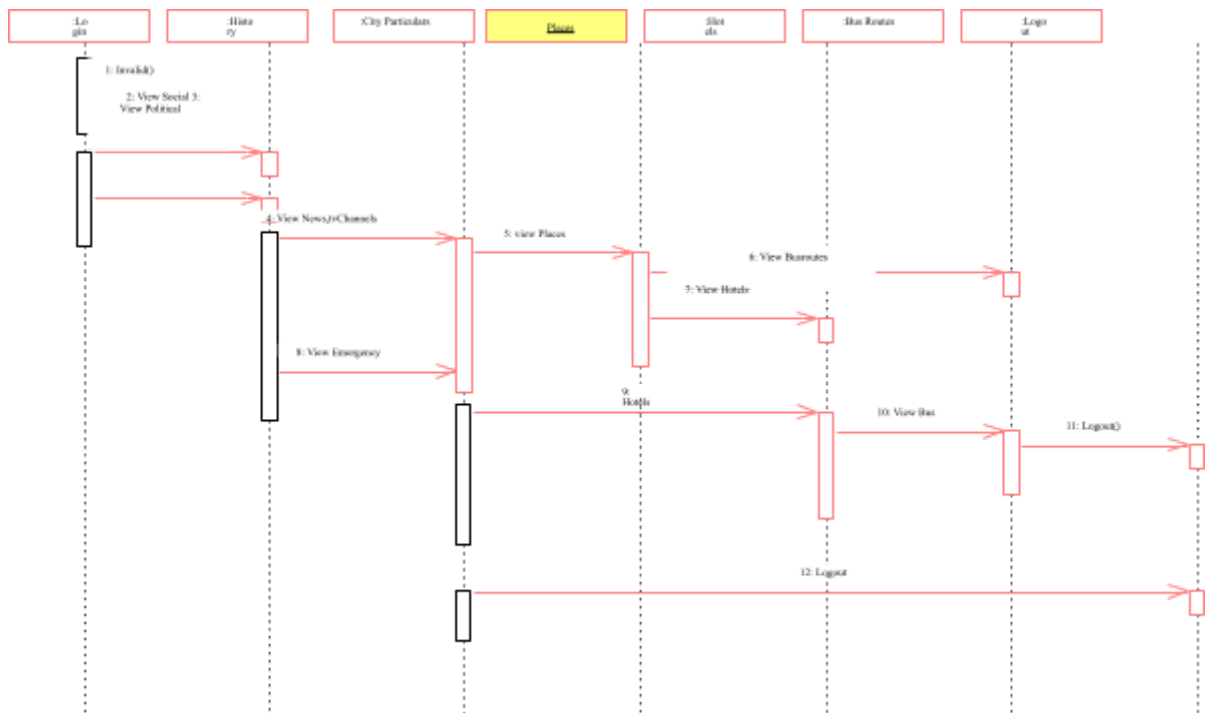 :Lo
gin
:Histo
ry
:City Particulars
Places
:Hot
els
:Bus Routes
:Logo
ut
1: Invalid()
2: View Social 3:
View Political
4: View News,tvChannels
5: view Places
6: View Busroutes
7: View Hotels
8: View Emergency
9:
Hotels
10: View Bus
11: Logout()
12: Logout